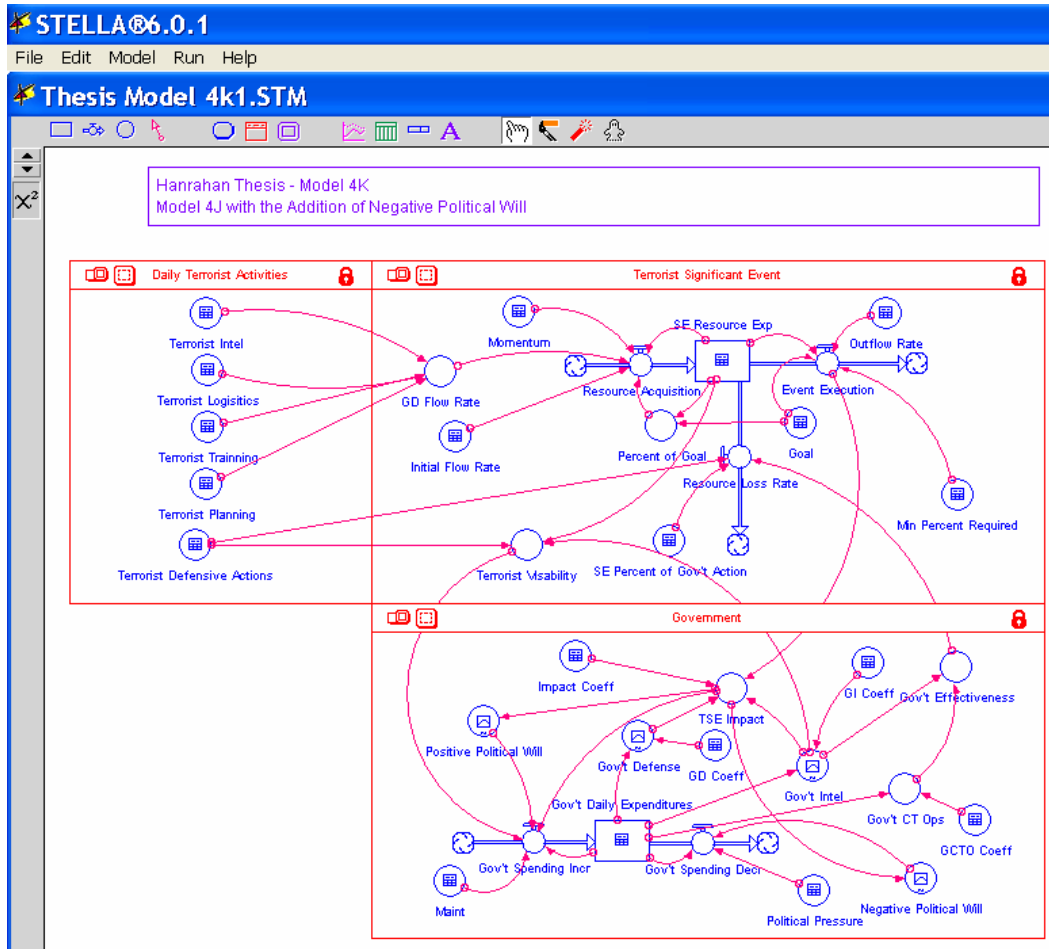 STELLA®6.0.1
File Edit Model Run Help
Thesis Model 4k1.STM
A
X²
Hanrahan Thesis - Model 4K
Model 4J with the Addition of Negative Political Will
Daily Terrorist Activities
Terrorist Significant Event
Terrorist Intel
Terrorist Logisitics
Terrorist Trainning
Terrorist Planning
Terrorist Defensive Actions
Momentum
SE Resource Exp
Outflow Rate
Resource Acquisition
Event Execution
GD Flow Rate
Initial Flow Rate
Percent of Goal
Goal
Resource Loss Rate
Min Percent Required
Terrorist Visability
SE Percent of Gov't Action
Government
Impact Coeff
GI Coeff
Gov't Effectiveness
TSE Impact
Positive Political Will
Gov't Defense
GD Coeff
Gov't Intel
Gov't Daily Expenditures
Gov't CT Ops
GCTO Coeff
Gov't Spending Incr
Gov't Spending Decr
Maint
Political Pressure
Negative Political Will